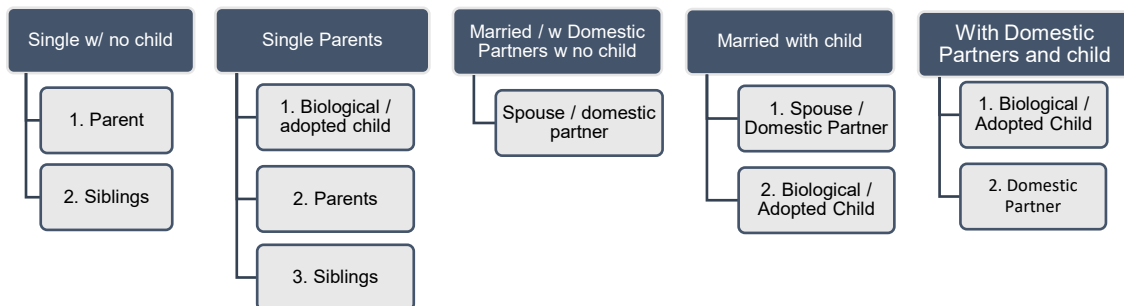 Single w/ no child
1. Parent
2. Siblings
Single Parents
1. Biological /
adopted child
2. Parents
3. Siblings
Married / w Domestic
Partners w no child
Spouse / domestic
partner
Married with child
1. Spouse /
Domestic Partner
2. Biological /
Adopted Child
With Domestic
Partners and child
1. Biological /
Adopted Child
2. Domestic
Partner